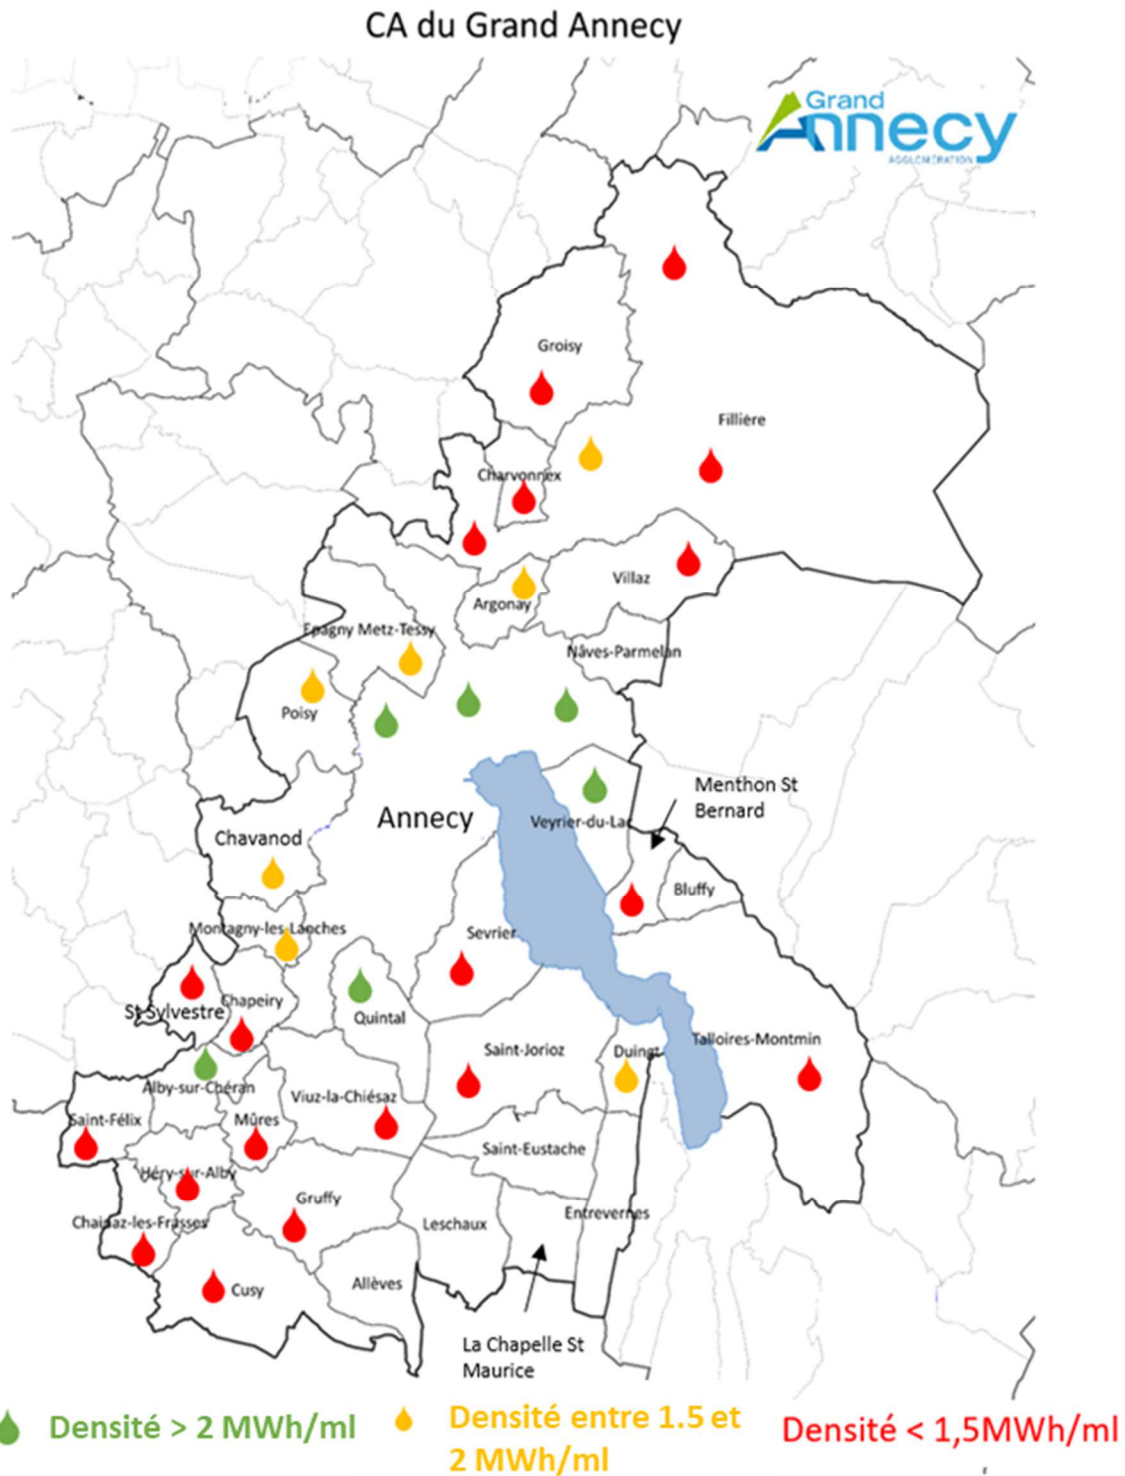 CA du Grand Annecy
Grand
Annecy
AGGLOMÉRATION
Groisy
Fillière
Charvonnex
Villaz
Argonay
Epagny Metz-Tessy
Nâves-Parmelan
Poisy
Menthon St
Bernard
Annecy
Veyrier-du-Lac
Chavanod
Bluffy
Montagny-les-Lanches
Sevrier
Chapeiry
St Sylvestre
Quintal
Talloires-Montmin
Saint-Jorioz
Duingt
Alby-sur-Chéran
Viuz-la-Chiésaz
Saint-Félix
Mûres
Saint-Eustache
Héry-sur-Alby
Gruffy
Entrevernes
Chainaz-les-Frasses
Leschaux
Allèves
Cusy
La Chapelle St
Maurice
Densité > 2 MWh/ml
Densité entre 1.5 et
2 MWh/ml
Densité < 1,5MWh/ml